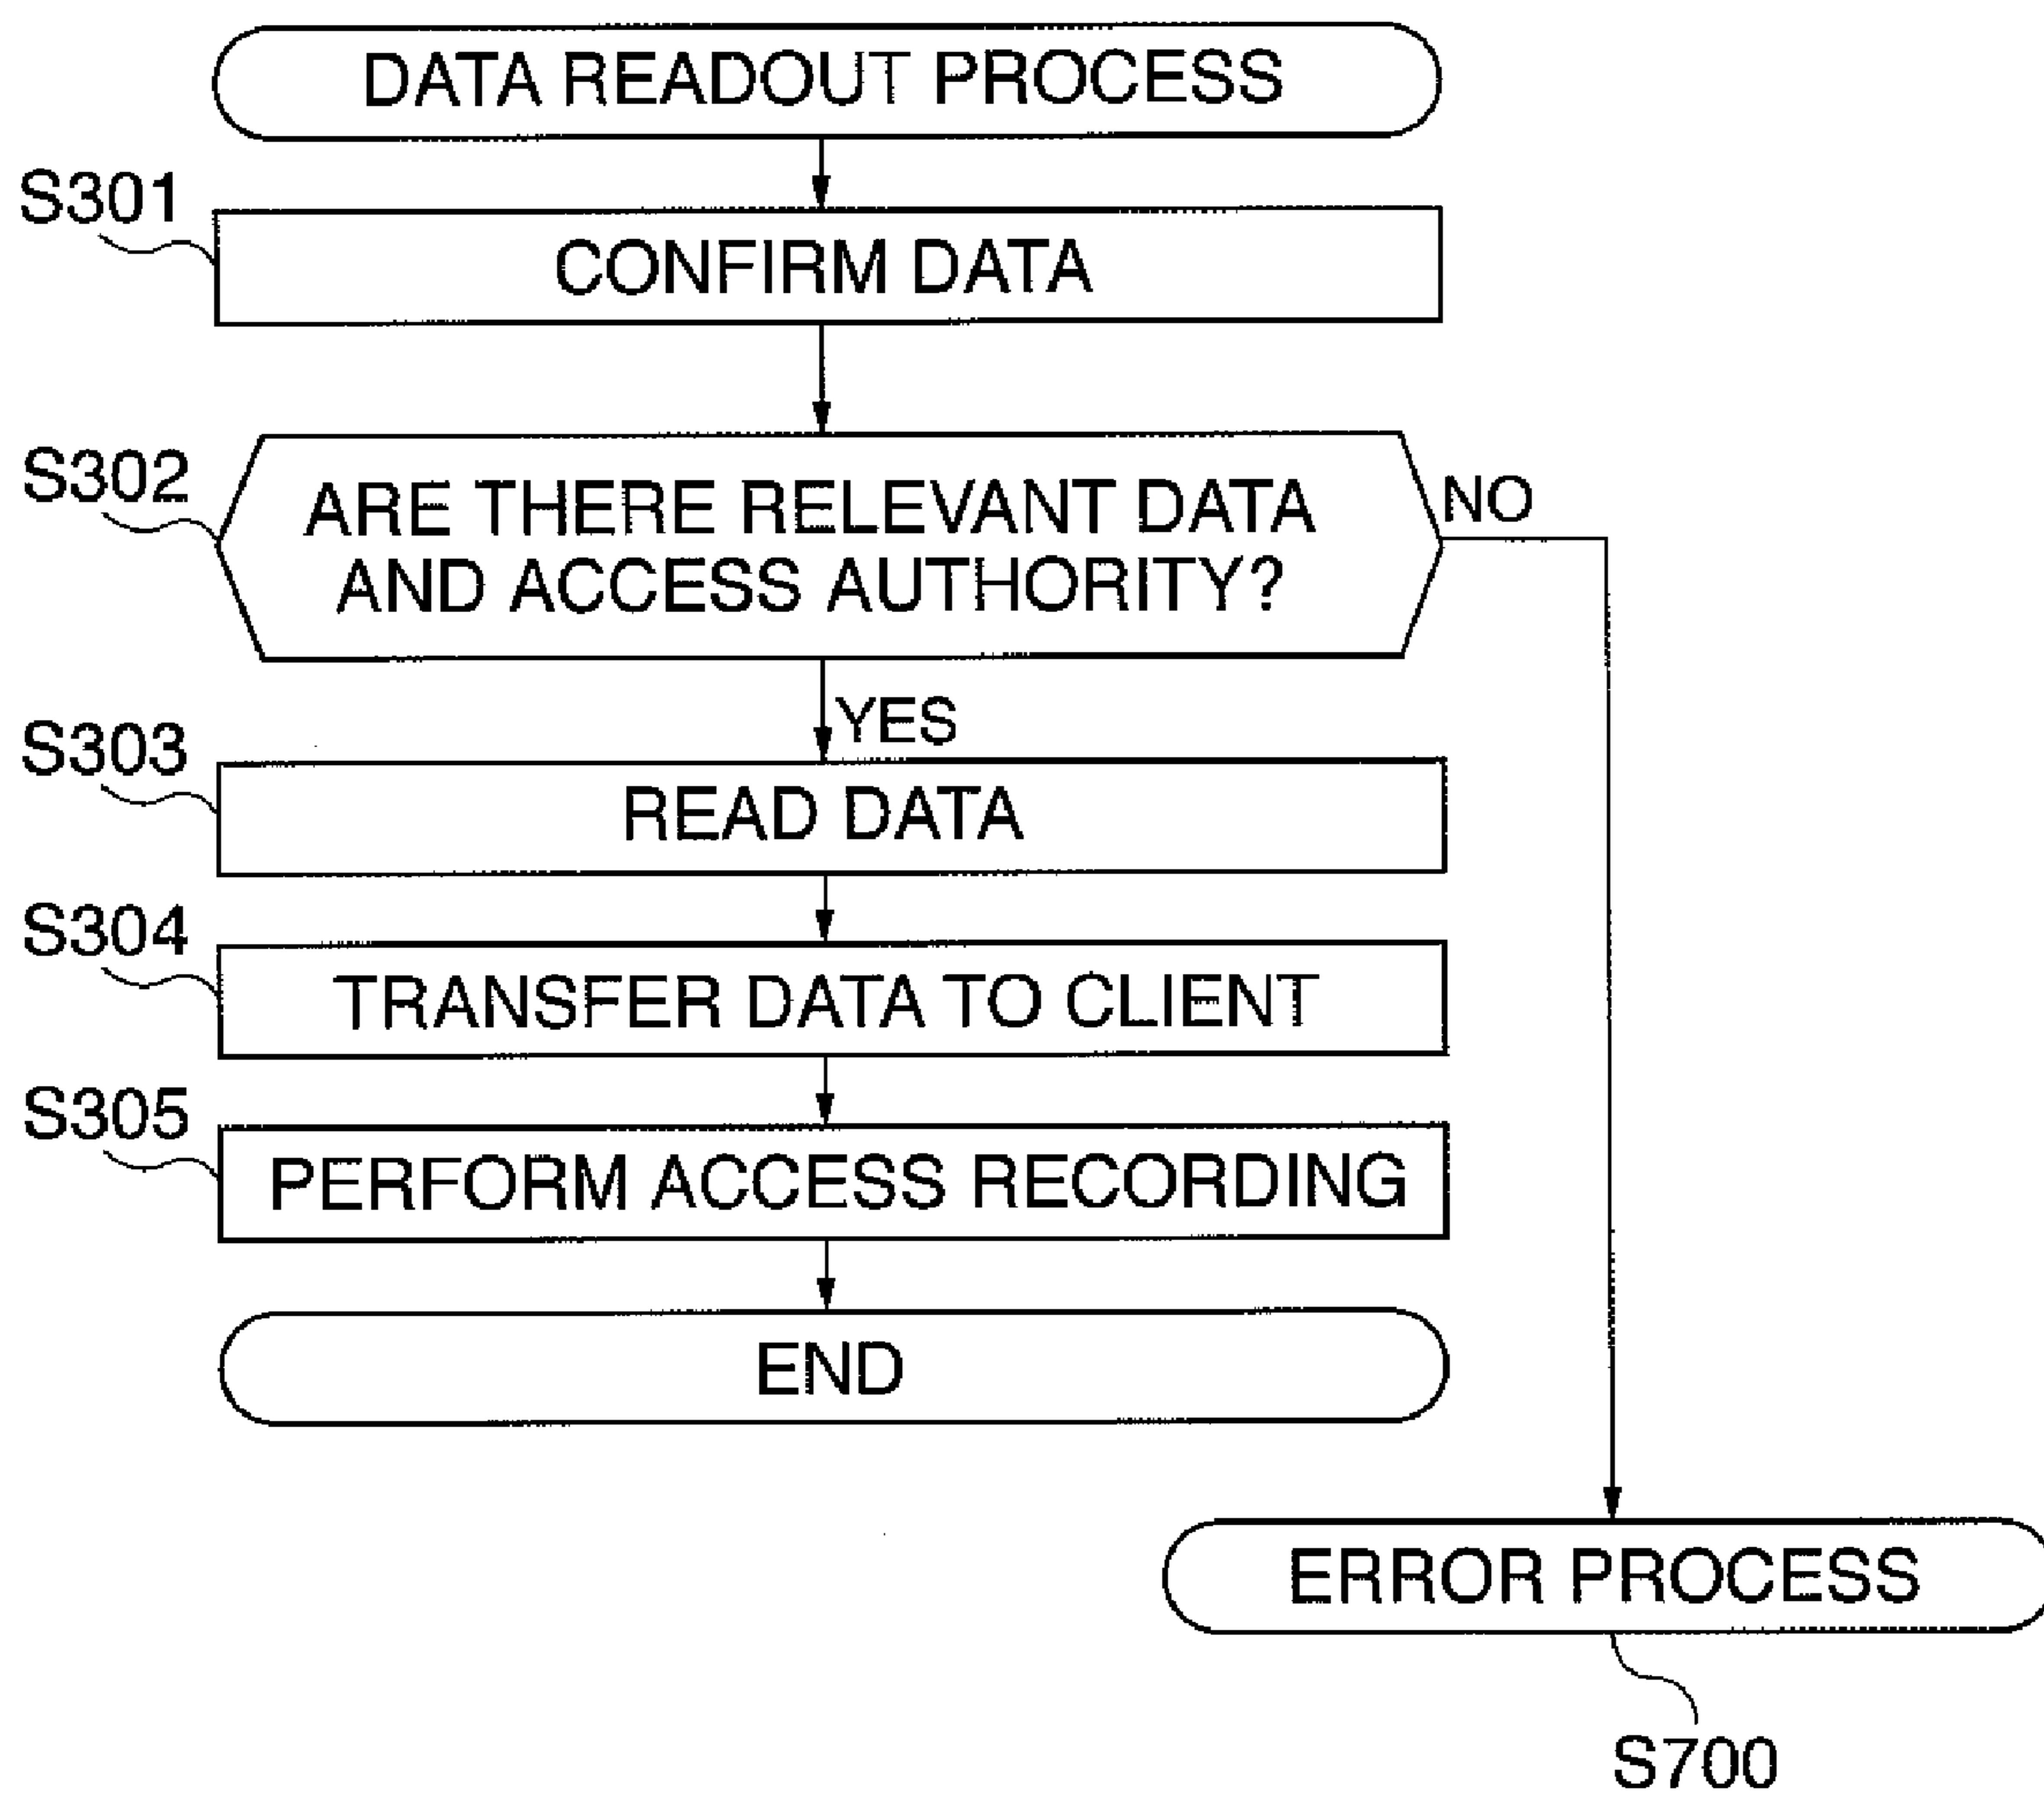 DATA READOUT PROCESS
S301
CONFIRM DATA
S302
ARE THERE RELEVANT DATA
AND ACCESS AUTHORITY?
NO
YES
S303
READ DATA
S304
TRANSFER DATA TO CLIENT
S305
PERFORM ACCESS RECORDING
END
ERROR PROCESS
S700